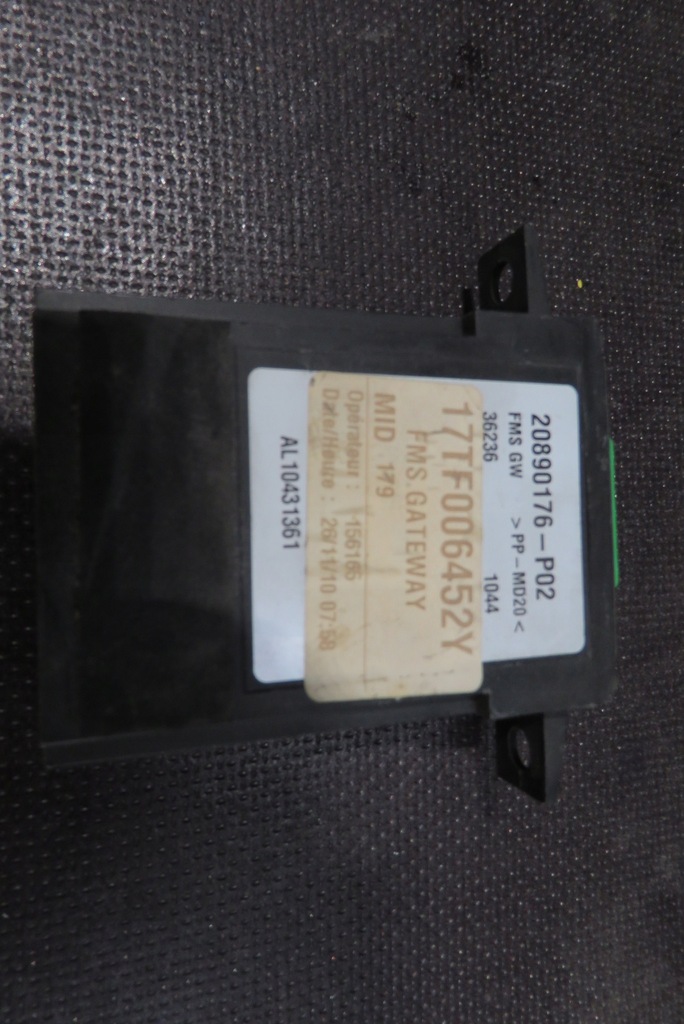 20890176-P02
FMS GW >PP-MD20<
36236 1044
17TF006452Y
FMS.GATEWAY
MID 179
Opérateur : 156166
Date/Heure : 26/11/10 07:58
AL10431361